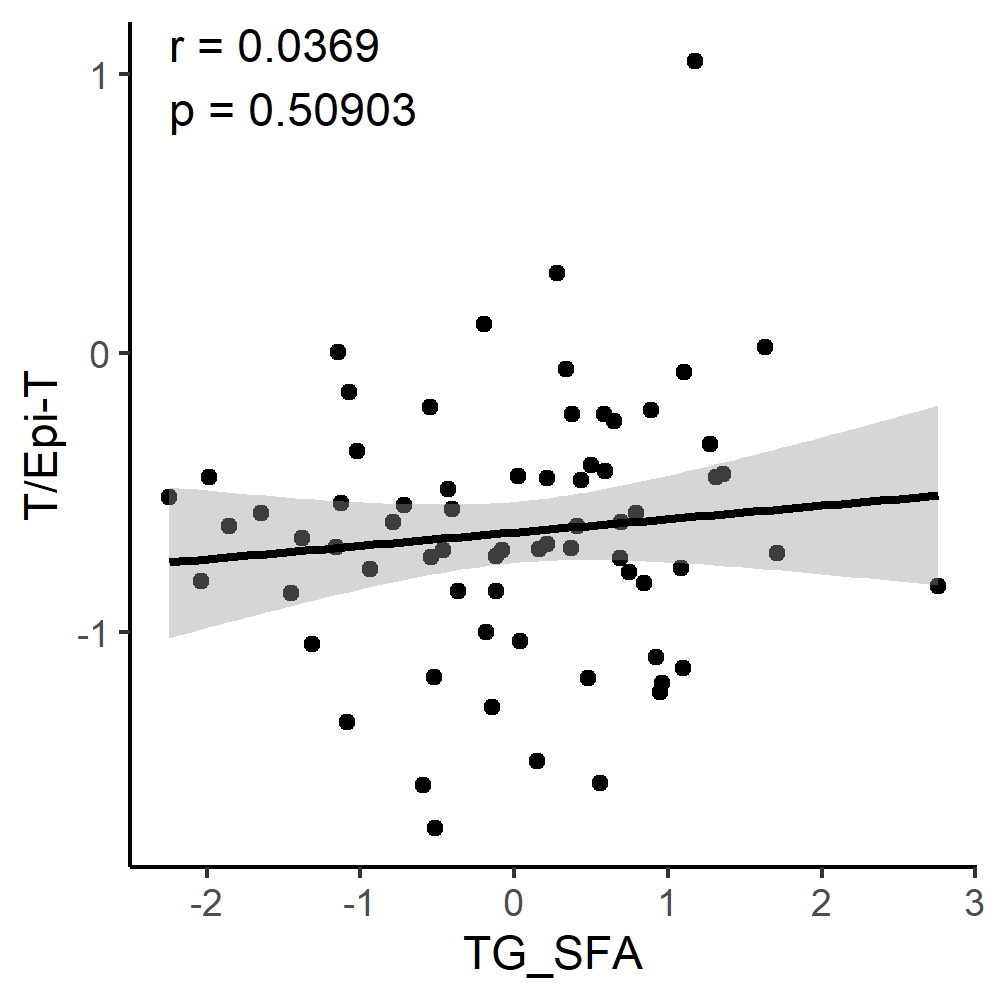 r = 0.0369
p = 0.50903
1
0
-1
T/Epi-T
-2 -1 0 1 2 3
TG_SFA